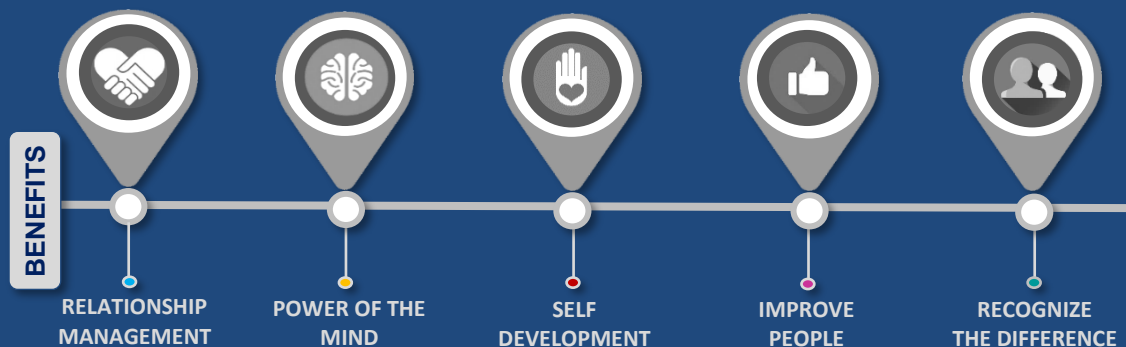 BENEFITS
RELATIONSHIP
MANAGEMENT
POWER OF THE
MIND
SELF
DEVELOPMENT
IMPROVE
PEOPLE
RECOGNIZE
THE DIFFERENCE